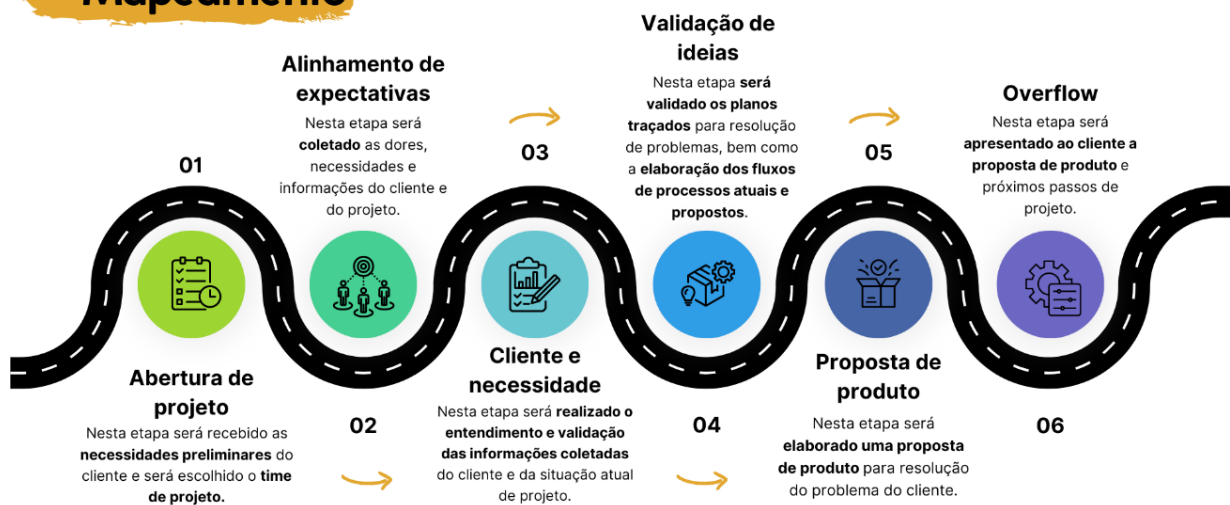 Mapeamento
01
Abertura de
projeto
Nesta etapa será recebido as
necessidades preliminares do
cliente e será escolhido o time
de projeto.
Alinhamento de
expectativas
Nesta etapa será
coletado as dores,
necessidades e
informações do cliente e
do projeto.
02
03
Cliente e
necessidade
Nesta etapa será realizado o
entendimento e validação
das informações coletadas
do cliente e da situação atual
de projeto.
Validação de
ideias
Nesta etapa será
validado os planos
traçados para resolução
de problemas, bem como
a elaboração dos fluxos
de processos atuais e
propostos.
04
05
Proposta de
produto
Nesta etapa será
elaborado uma proposta
de produto para resolução
do problema do cliente.
Overflow
Nesta etapa será
apresentado ao cliente a
proposta de produto e
próximos passos de
projeto.
06